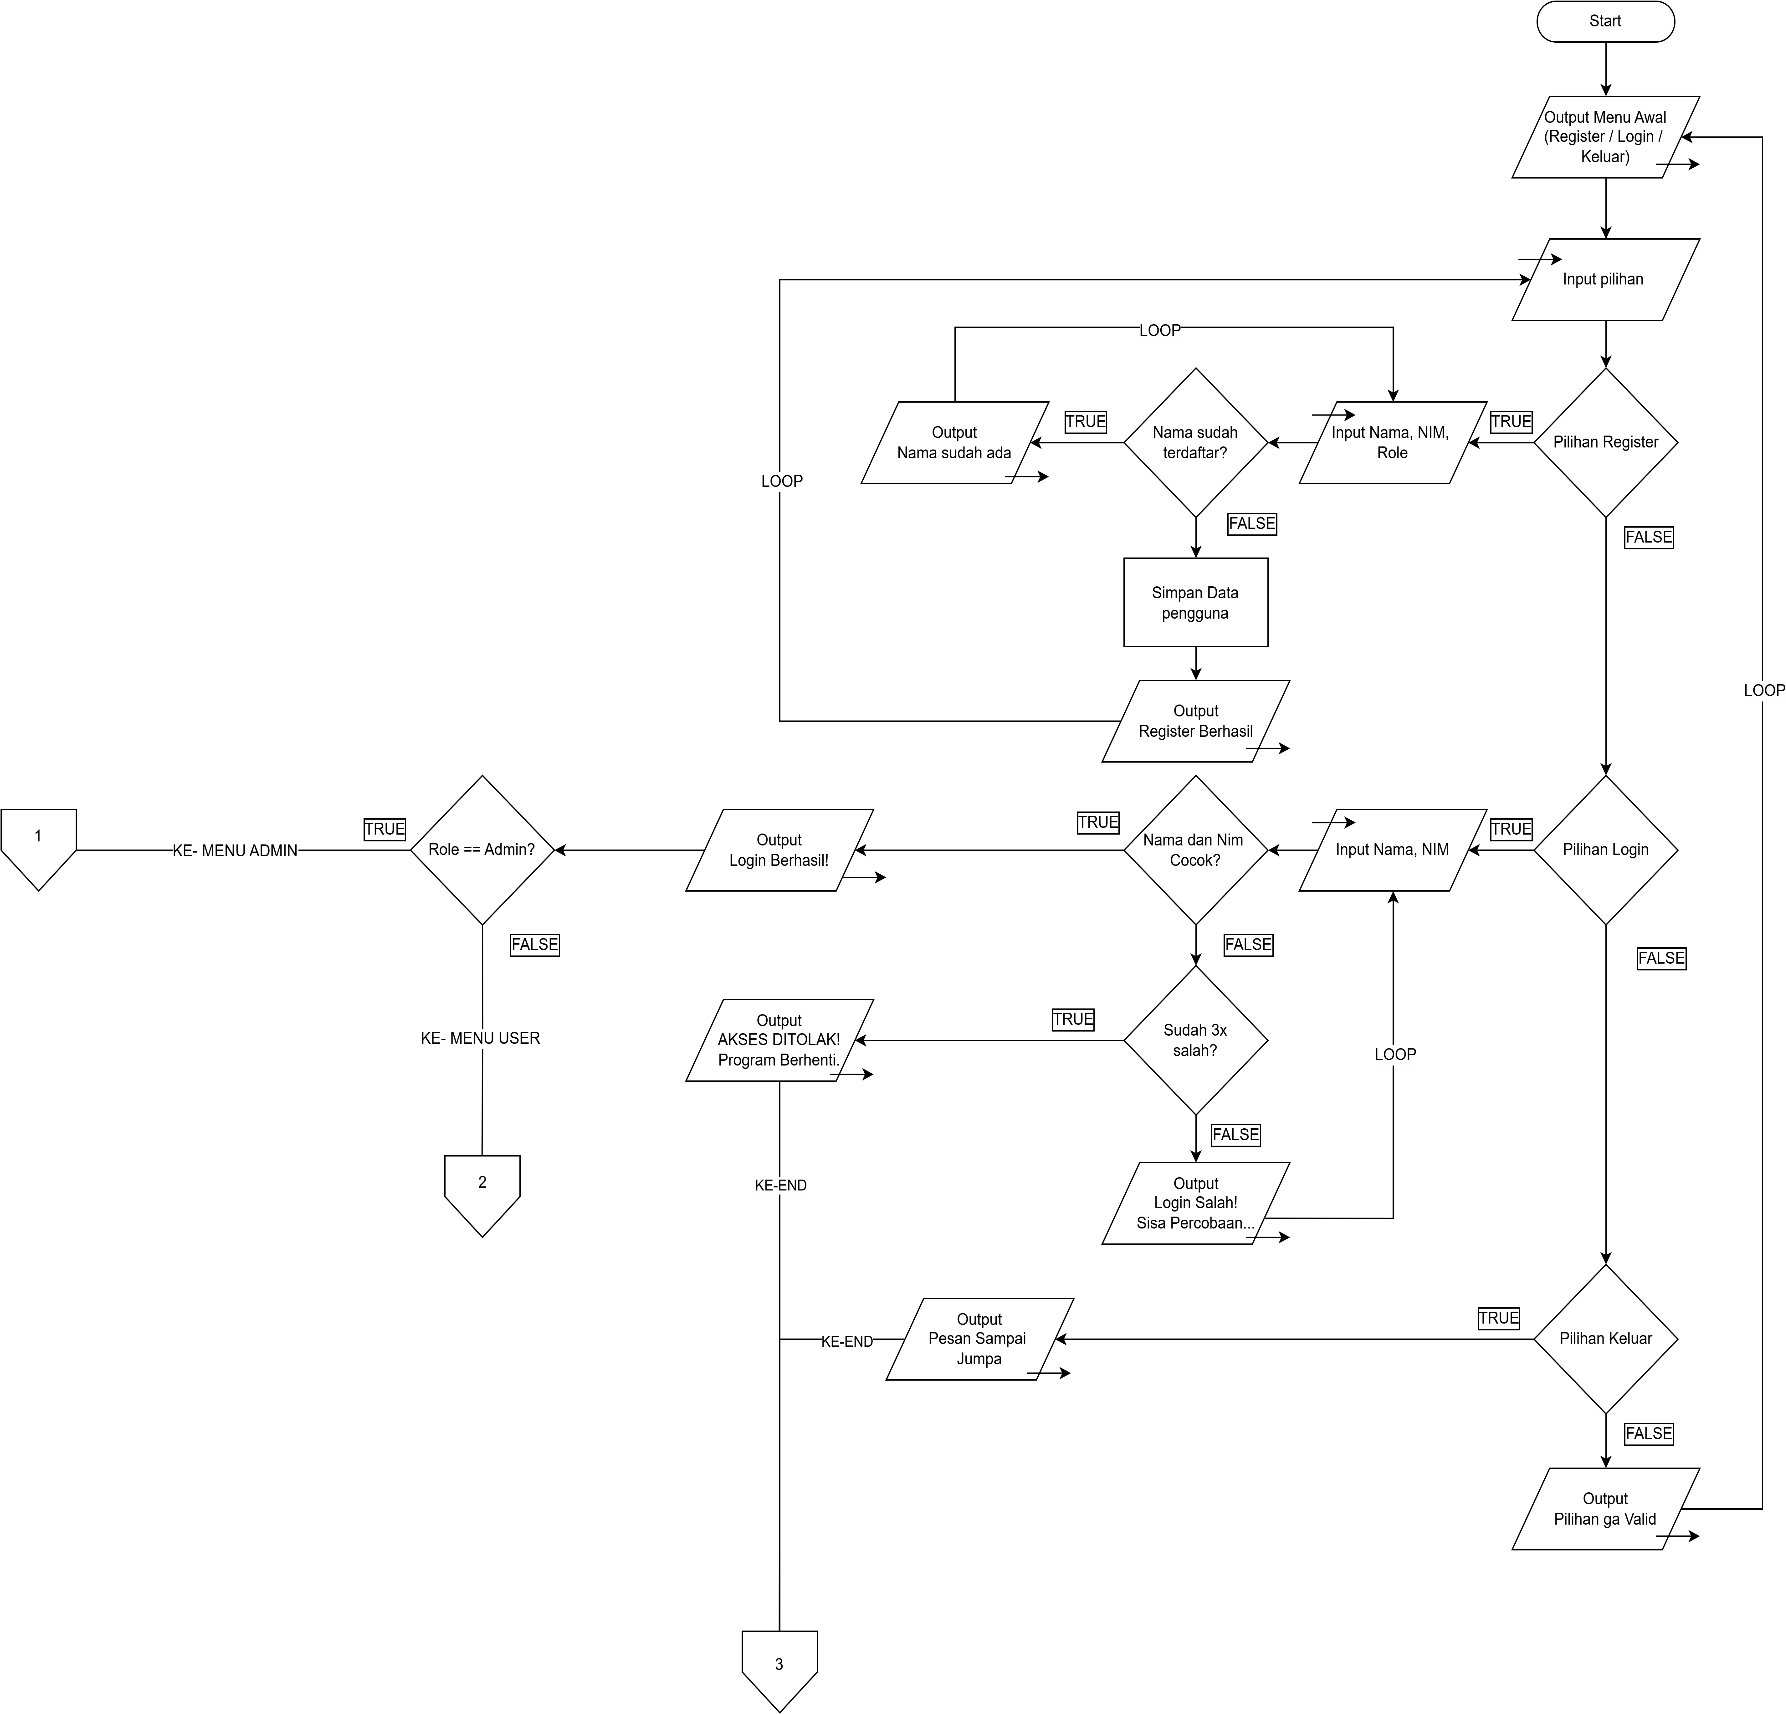 Start
Output Menu Awal
(Register / Login /
Keluar)
Input pilihan
LOOP
Output
Nama sudah ada
TRUE
Nama sudah
terdaftar?
Input Nama, NIM,
Role
TRUE
Pilihan Register
LOOP
FALSE
FALSE
Simpan Data
pengguna
LOOP
Output
Register Berhasil
1
KE- MENU ADMIN
TRUE
Role == Admin?
Output
Login Berhasil!
TRUE
Nama dan Nim
Cocok?
Input Nama, NIM
TRUE
Pilihan Login
FALSE
FALSE
FALSE
KE- MENU USER
Output
AKSES DITOLAK!
Program Berhenti.
TRUE
Sudah 3x
salah?
LOOP
FALSE
2
KE-END
Output
Login Salah!
Sisa Percobaan...
KE-END
Output
Pesan Sampai
Jumpa
TRUE
Pilihan Keluar
FALSE
Output
Pilihan ga Valid
3